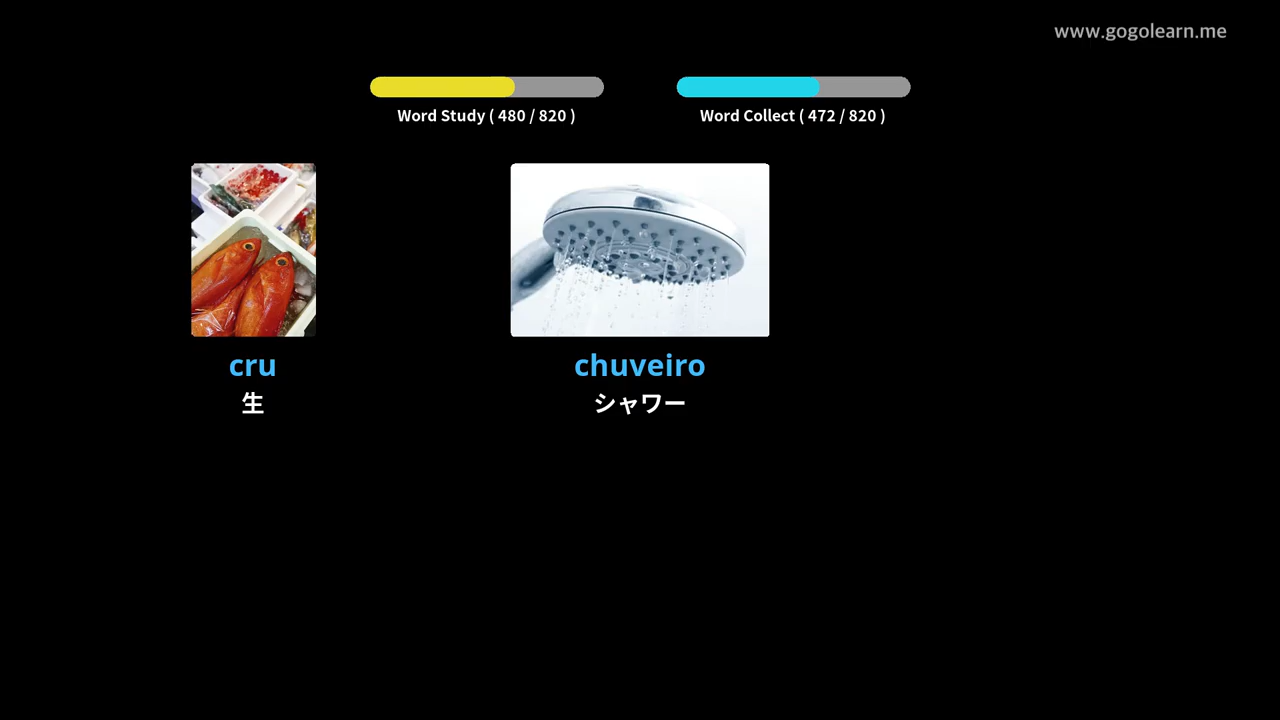 www.gogolearn.me
Word Study ( 480 / 820 )
Word Collect ( 472 / 820 )
cru
生
chuveiro
シャワー